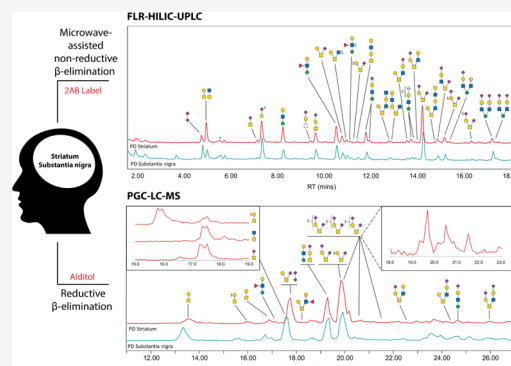 FLR-HILIC-UPLC
Microwave-
assisted
non-reductive
β-elimination
2AB Label
Striatum
Substantia nigra
Alditol
Reductive
β-elimination
PD Striatum
PD Substantia nigra
2.00 4.00 6.00 8.00 10.00 12.00 14.00 16.00 18.0
RT (mins)
PGC-LC-MS
15.0 16.0 17.0 18.0 19.0
18.0 19.0 20.0 21.0 22.0 23.0
PD Striatum
PD Substantia nigra
12.00 14.00 16.00 18.00 20.00 22.00 24.00 26.00